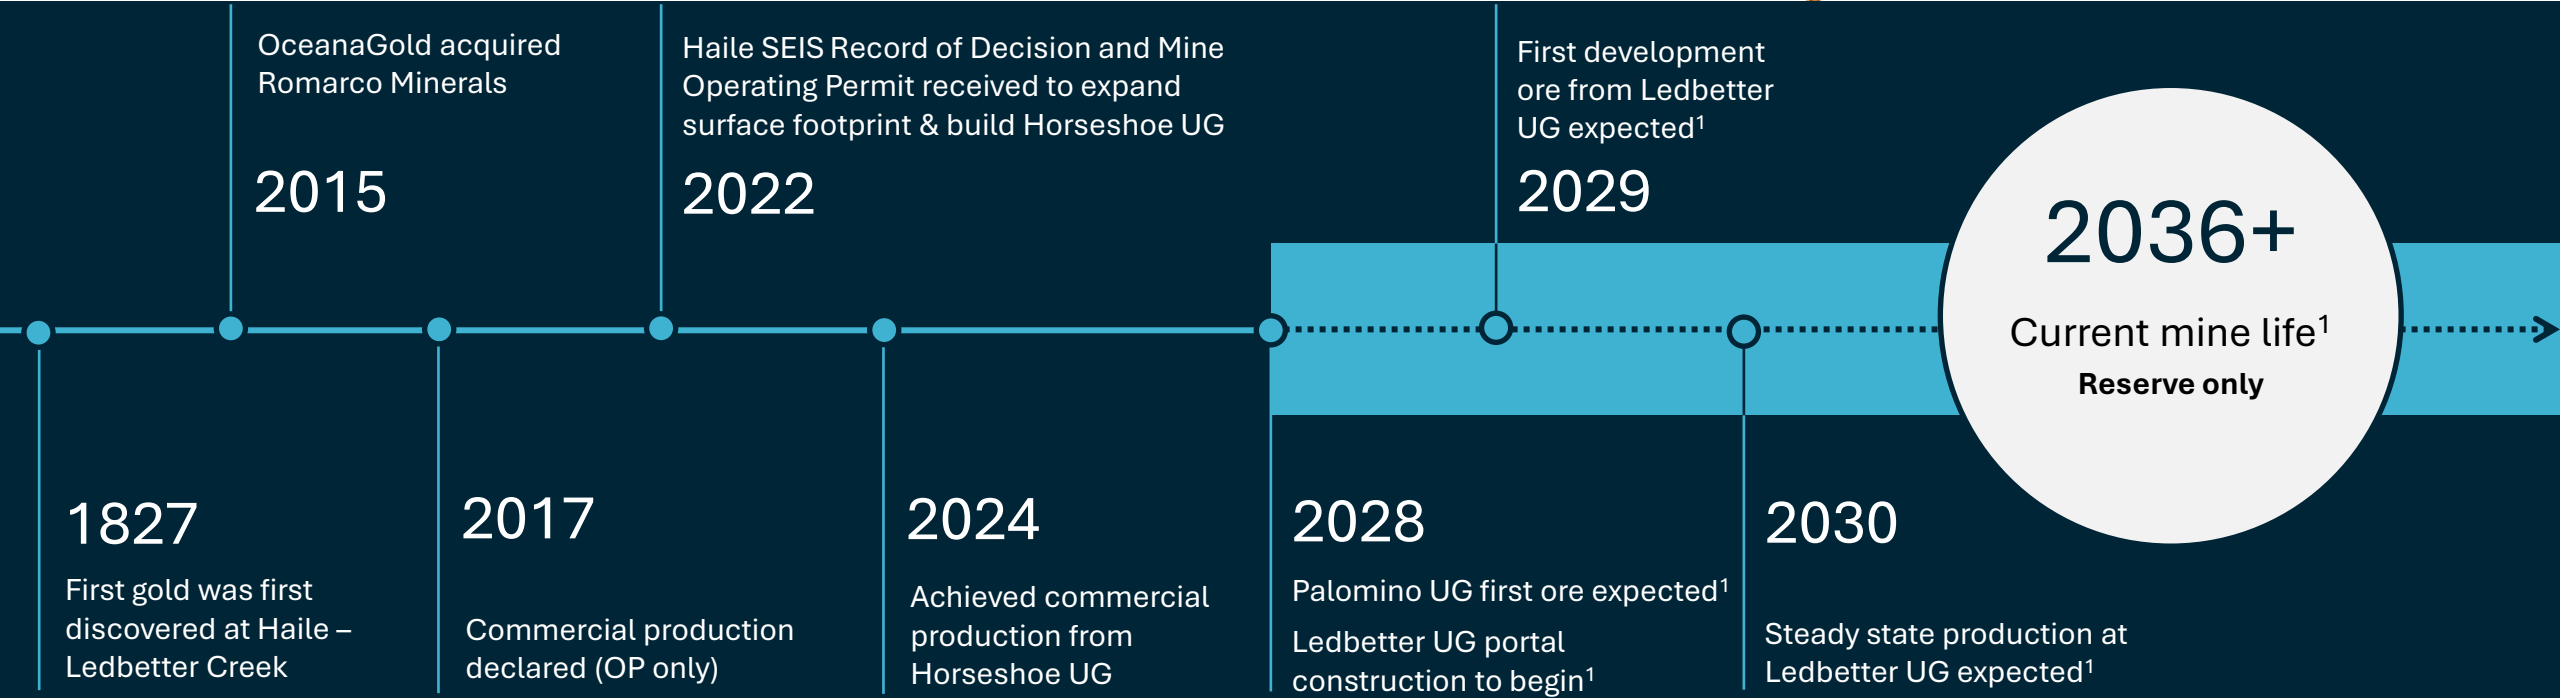 OceanaGold acquired
Romarco Minerals
2015
Haile SEIS Record of Decision and Mine
Operating Permit received to expand
surface footprint & build Horseshoe UG
2022
First development
ore from Ledbetter
UG expected¹
2029
2036+
Current mine life¹
Reserve only
1827
First gold was first
discovered at Haile –
Ledbetter Creek
2017
Commercial production
declared (OP only)
2024
Achieved commercial
production from
Horseshoe UG
2028
Palomino UG first ore expected¹
Ledbetter UG portal
construction to begin¹
2030
Steady state production at
Ledbetter UG expected¹